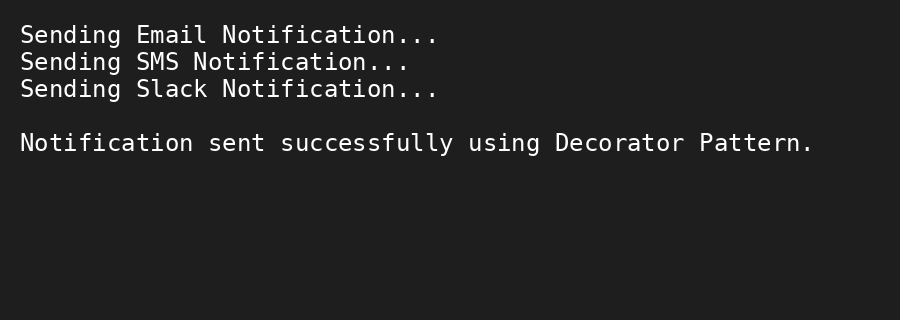 Sending Email Notification...
Sending SMS Notification...
Sending Slack Notification...
Notification sent successfully using Decorator Pattern.